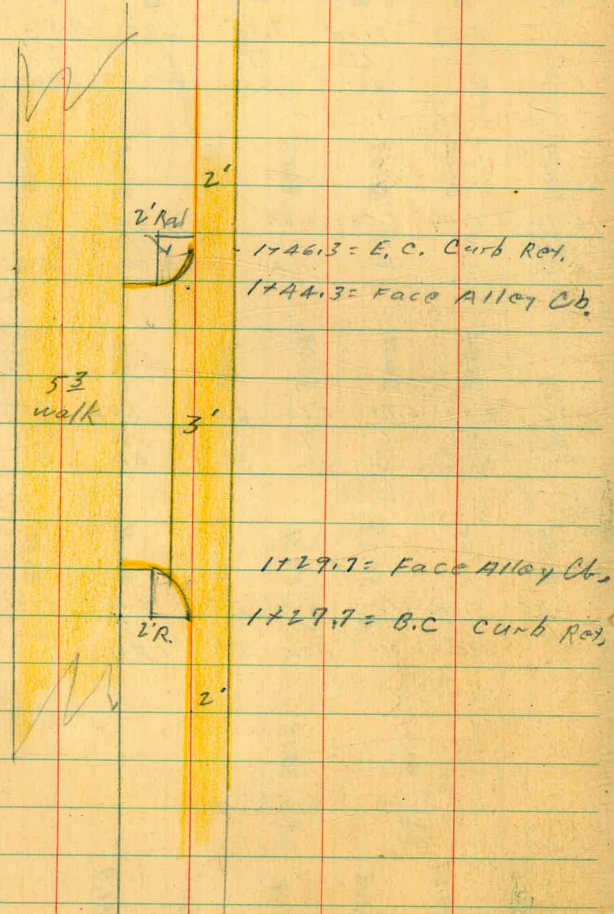 2'
2' Rad
1+46.3 = E.C. Curb Ret.
1+44.3 = Face Alley Cb.
5 3
walk
3'
1+29.7 = Face Alley Cb.
1+27.7 = B.C curb Ret.
2'R.
2'